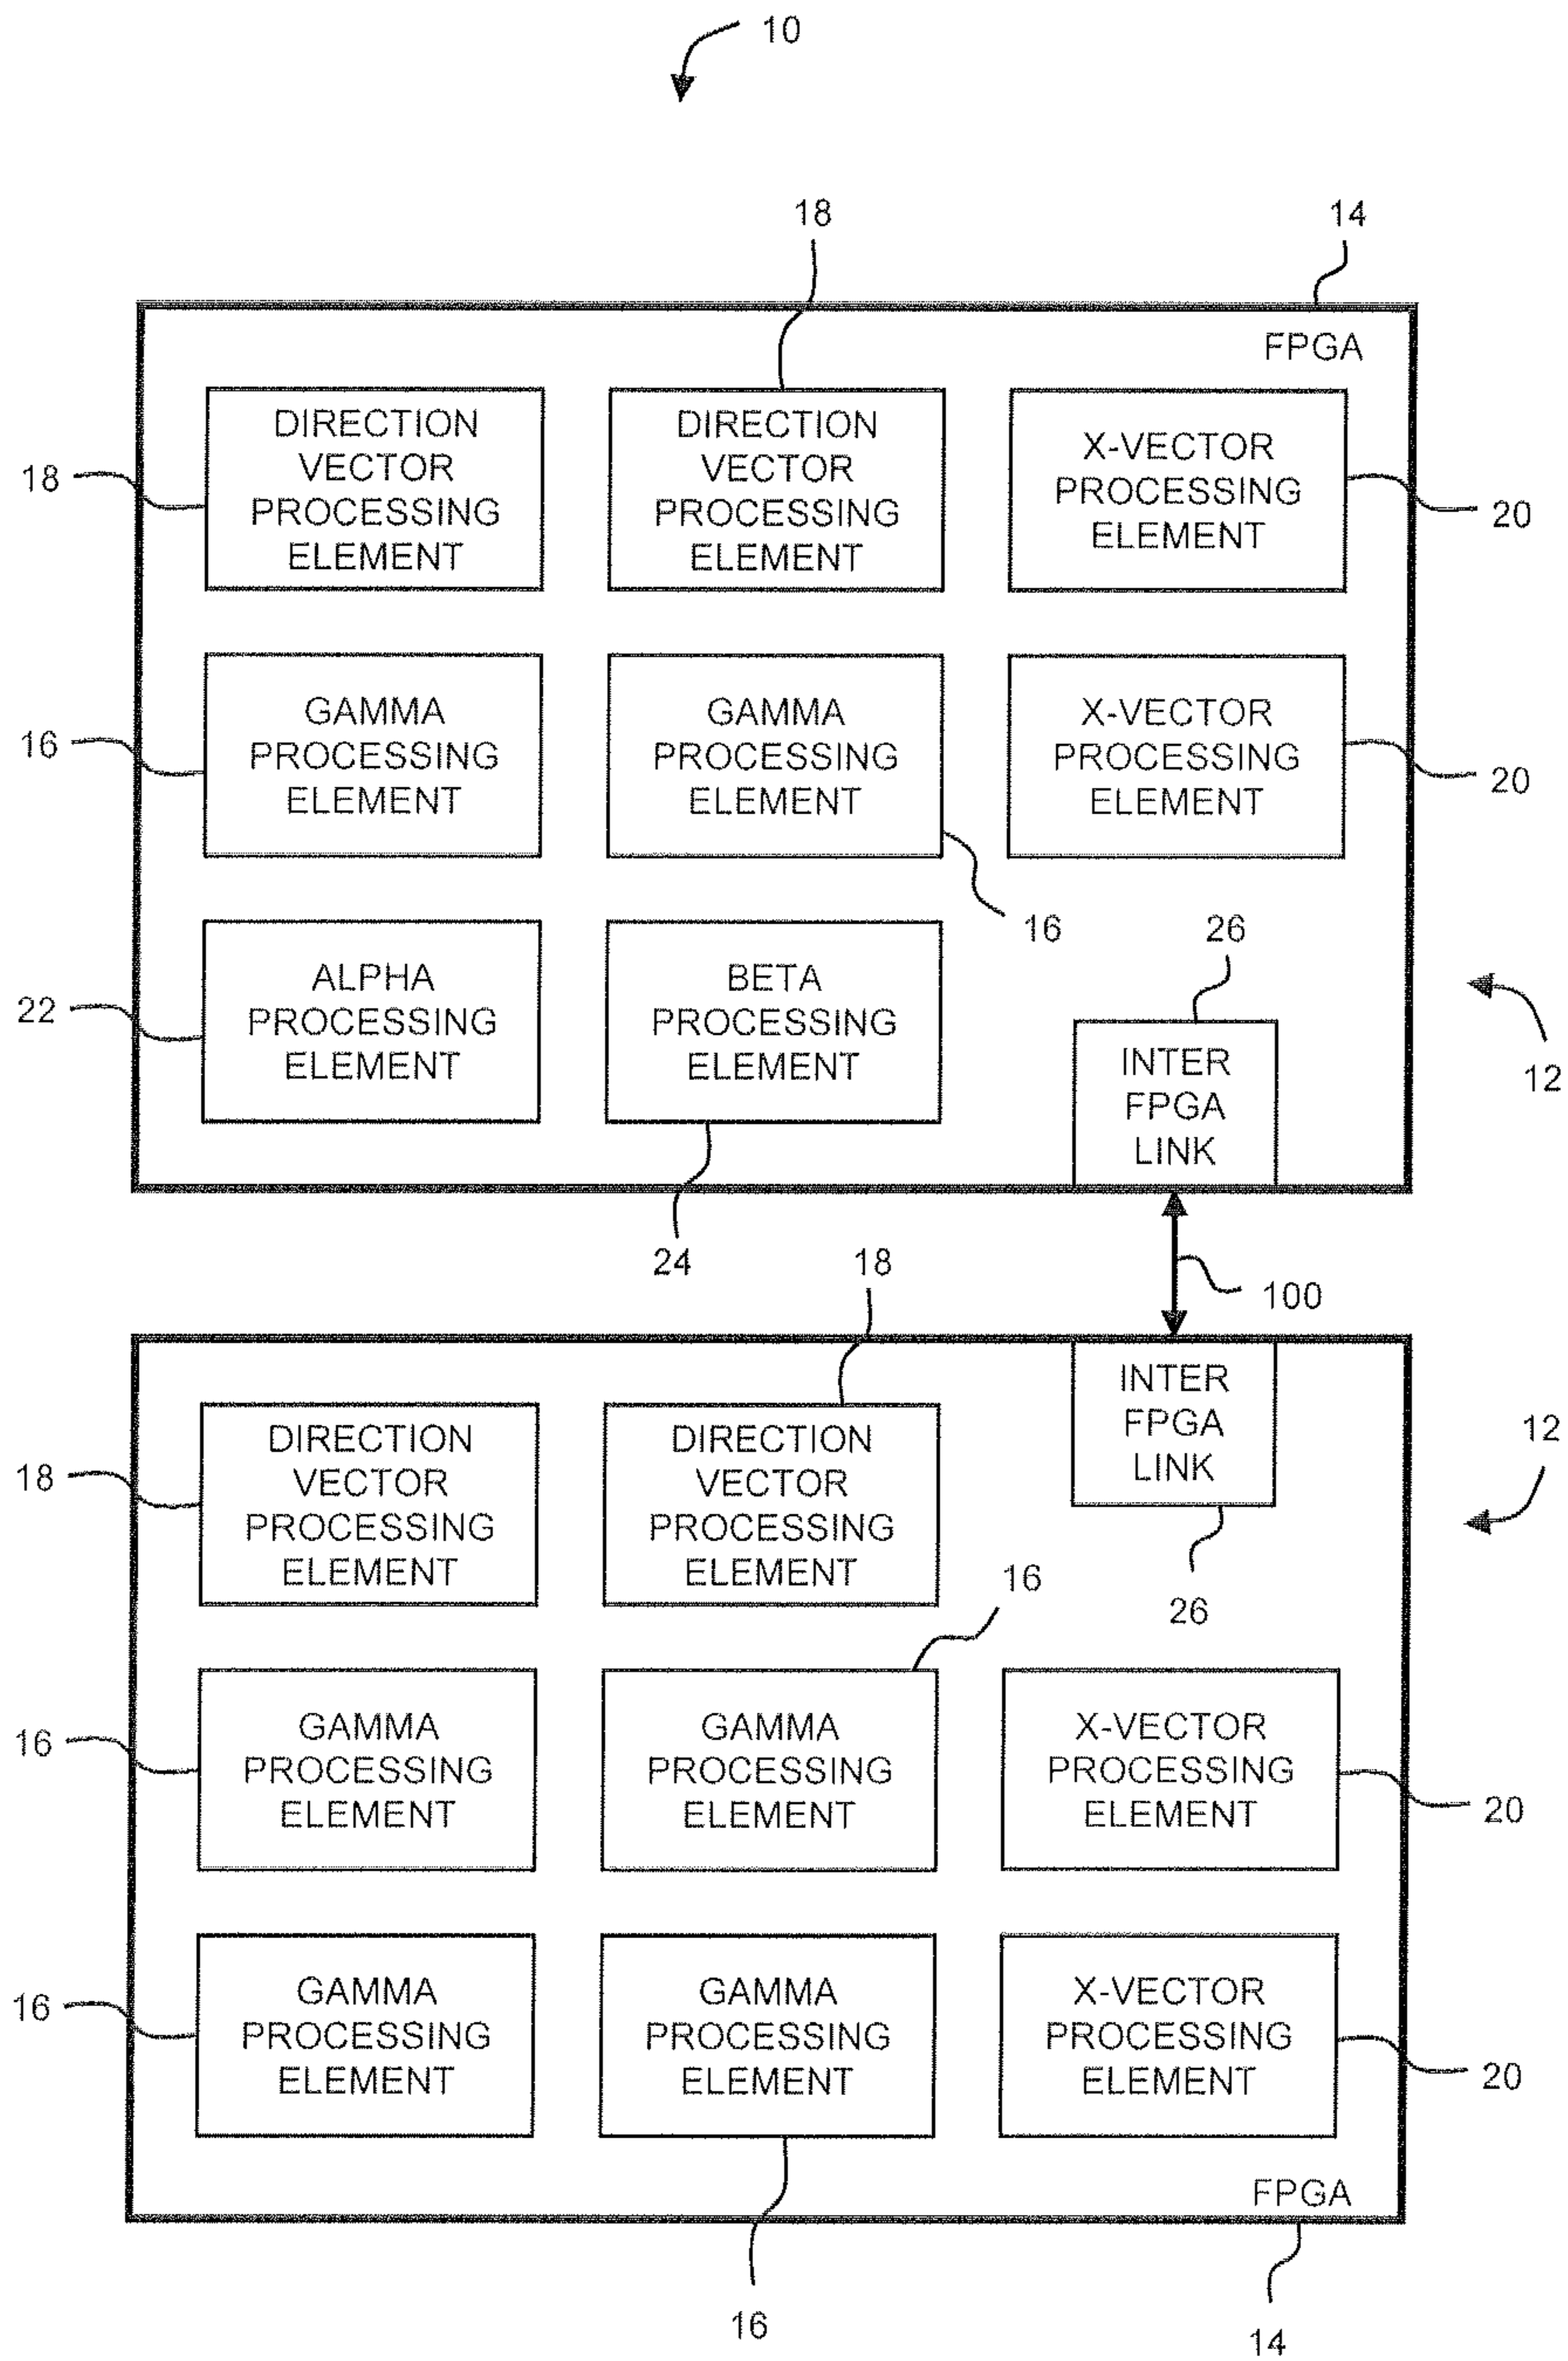 10
18
14
FPGA
DIRECTION
VECTOR
PROCESSING
ELEMENT
DIRECTION
VECTOR
PROCESSING
ELEMENT
X-VECTOR
PROCESSING
ELEMENT
18
20
GAMMA
PROCESSING
ELEMENT
GAMMA
PROCESSING
ELEMENT
X-VECTOR
PROCESSING
ELEMENT
16
20
16
26
ALPHA
PROCESSING
ELEMENT
BETA
PROCESSING
ELEMENT
22
INTER
FPGA
LINK
12
24
18
100
INTER
FPGA
LINK
12
DIRECTION
VECTOR
PROCESSING
ELEMENT
DIRECTION
VECTOR
PROCESSING
ELEMENT
18
16
26
GAMMA
PROCESSING
ELEMENT
GAMMA
PROCESSING
ELEMENT
X-VECTOR
PROCESSING
ELEMENT
16
20
GAMMA
PROCESSING
ELEMENT
GAMMA
PROCESSING
ELEMENT
X-VECTOR
PROCESSING
ELEMENT
16
20
FPGA
16
14